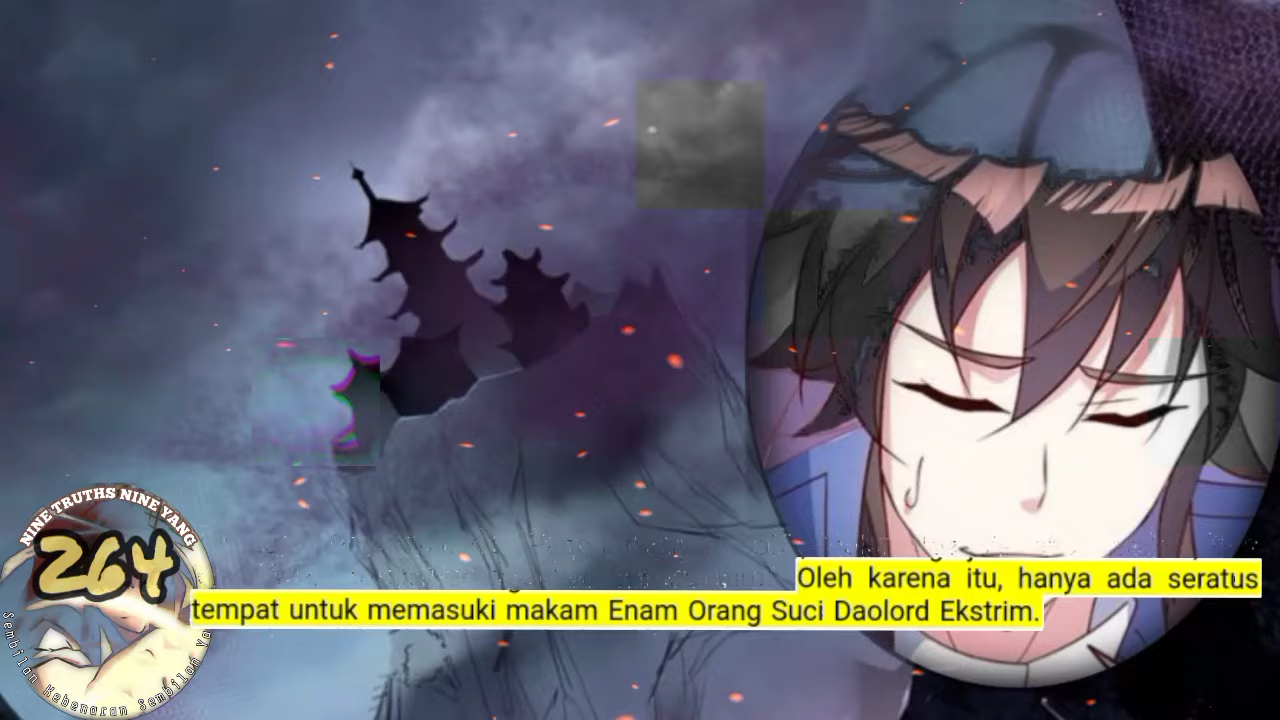 NINE TRUTHS NINE YANG
264
Sembilan Kebenaran Sembilan Ya
Oleh karena itu, hanya ada seratus
tempat untuk memasuki makam Enam Orang Suci Daolord Ekstrim.